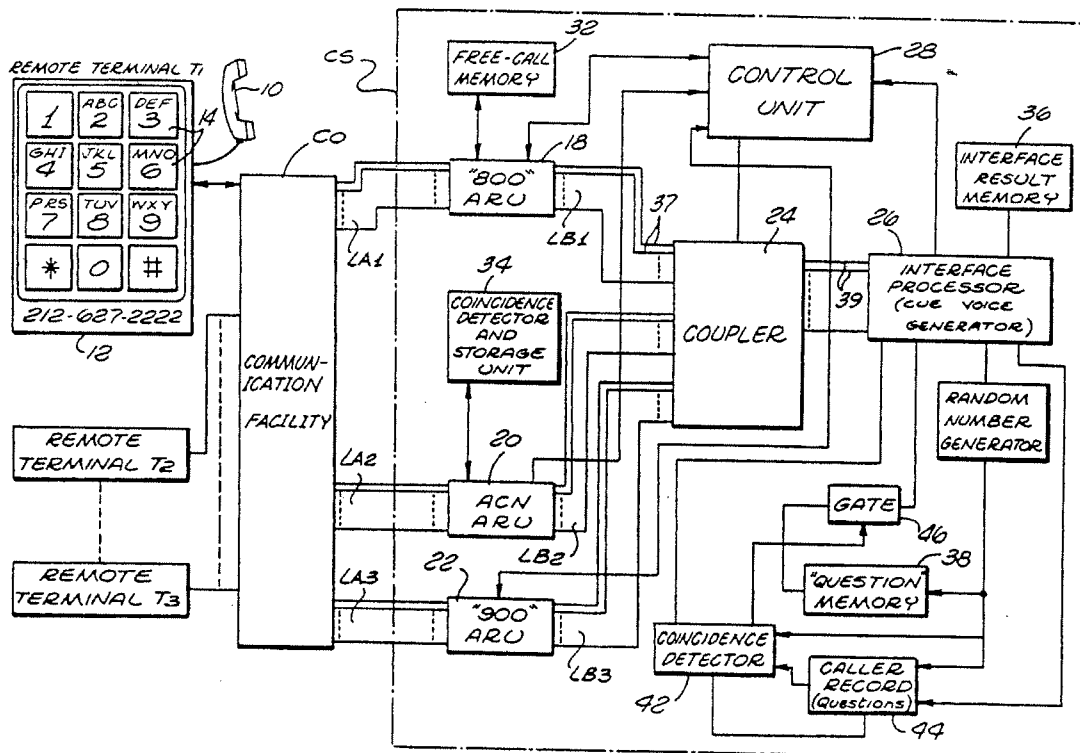 32
CS
FREE-CALL
MEMORY
28
CONTROL
UNIT
REMOTE TERMINAL T1
10
1
ABC
2
DEF
3
14
GHI
4
JKL
5
MNO
6
PRS
7
TUV
8
WXY
9
*
0
#
212-627-2222
12
CO
18
"800"
ARU
LA1
LB1
37
36
INTERFACE
RESULT
MEMORY
24
26
INTERFACE
PROCESSOR
(CUE VOICE
GENERATOR)
39
34
COINCIDENCE
DETECTOR
AND
STORAGE
UNIT
COUPLER
COMMUN-
ICATION
FACILITY
RANDOM
NUMBER
GENERATOR
REMOTE
TERMINAL T2
LA2
20
ACN
ARU
LB2
GATE
46
38
"QUESTION"
MEMORY
REMOTE
TERMINAL T3
LA3
22
"900"
ARU
LB3
COINCIDENCE
DETECTOR
42
CALLER
RECORD
(Questions)
44